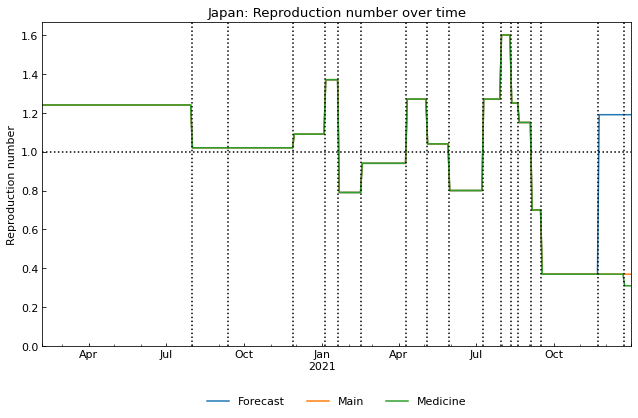 Japan: Reproduction number over time
Reproduction number
1.6
1.4
1.2
1.0
0.8
0.6
0.4
0.2
0.0
Apr Jul Oct Jan Apr Jul Oct
2021
Forecast Main Medicine